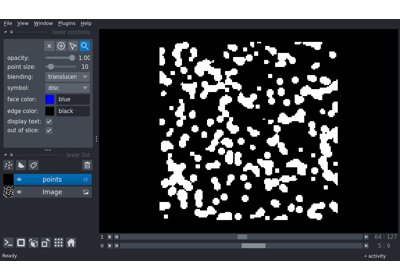 File View Window Plugins Help
layer controls
opacity: 1.00
point size: 10
blending: translucen
symbol: disc
face color: blue
edge color: black
display text:
out of slice:
layer list
points
Image
1 64 127
0 5 9
Ready activity